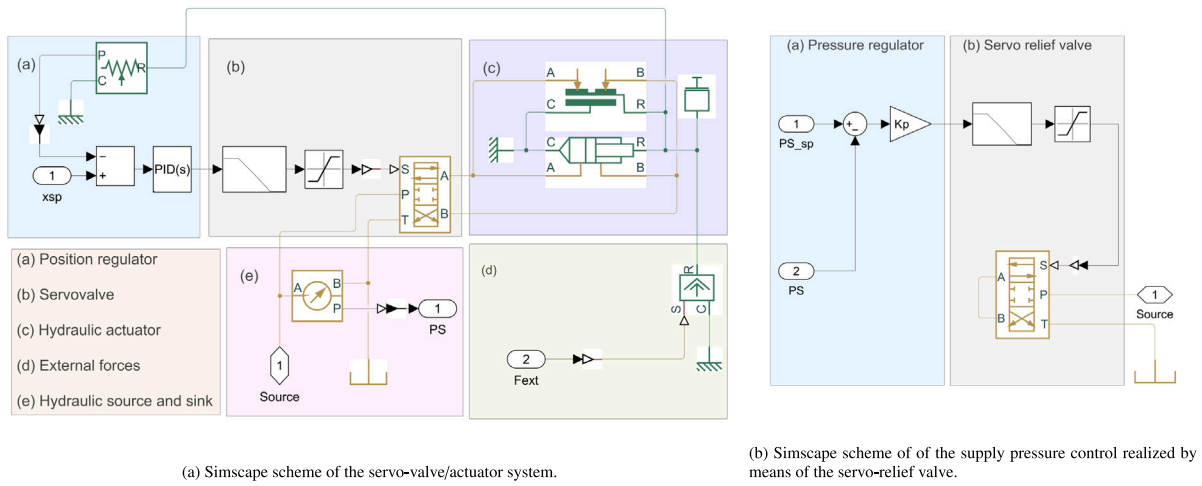 (a)
P
R
C
−
+
1
xsp
PID(s)
(b)
S
P
T
A
B
(c)
A
B
C
R
C
R
A
B
(a) Position regulator
(b) Servovalve
(c) Hydraulic actuator
(d) External forces
(e) Hydraulic source and sink
(e)
A
B
P
1
PS
1
Source
(d)
R
S
C
2
Fext
(a) Simscape scheme of the servo-valve/actuator system.
(a) Pressure regulator
(b) Servo relief valve
1
PS_sp
+
−
Kp
2
PS
A
B
S
P
T
1
Source
(b) Simscape scheme of of the supply pressure control realized by
means of the servo-relief valve.